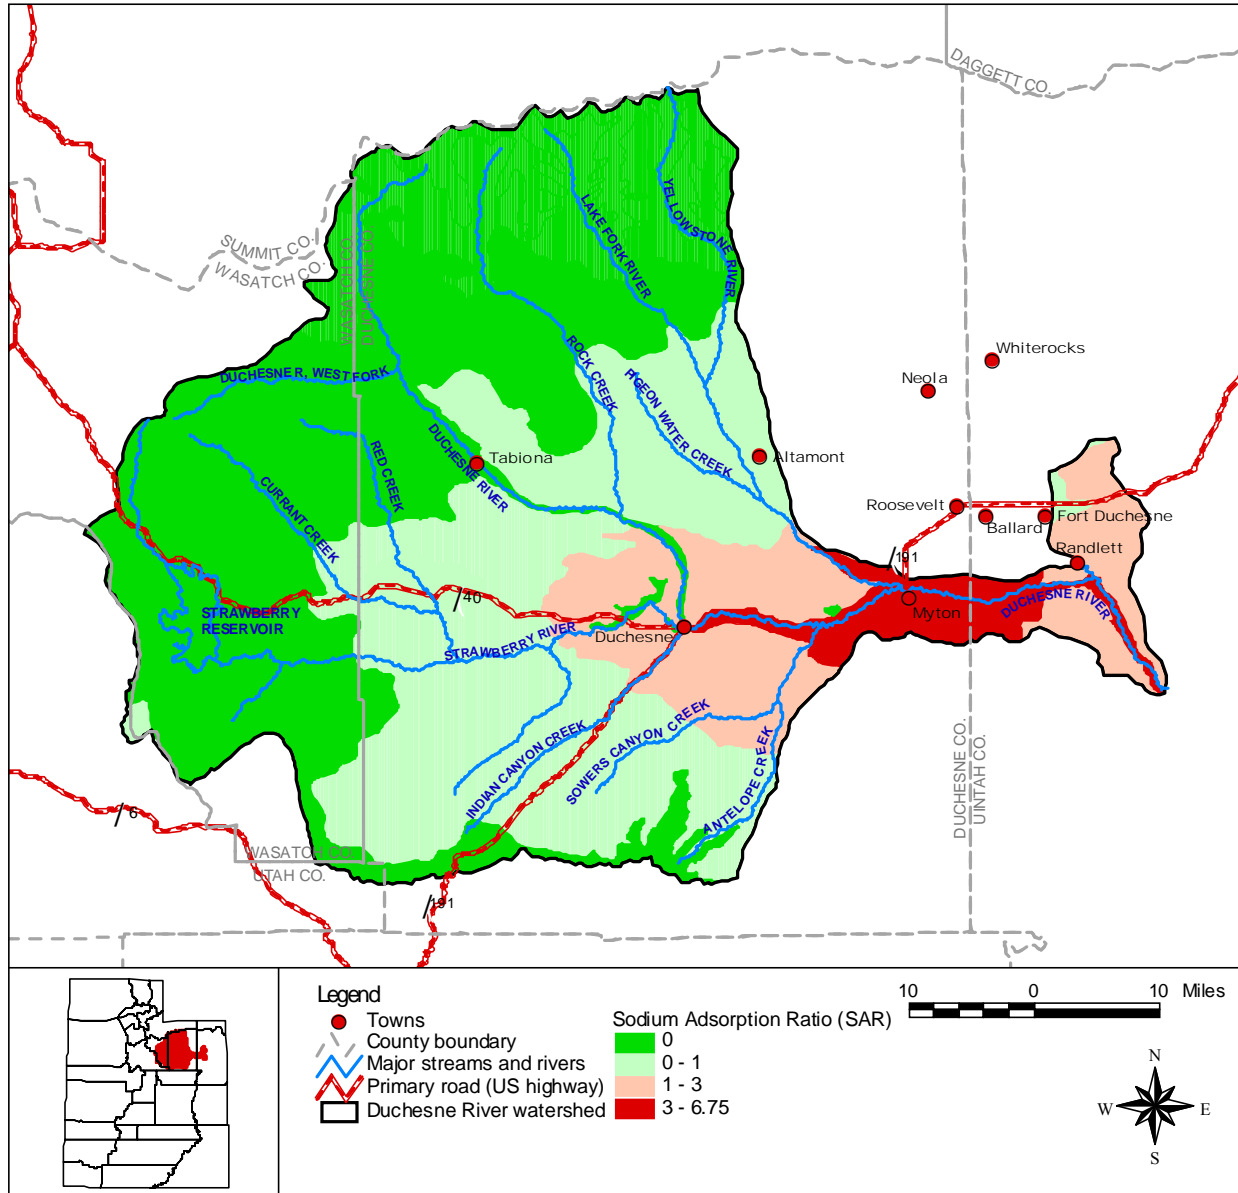 DAGGETT CO.
SUMMIT CO.
WASATCH CO.
WASATCH CO.
DUCHESNE CO.
YELLOWSTONE RIVER
LAKE FORK RIVER
ROCK CREEK
PIGEON WATER CREEK
DUCHESNE R, WEST FORK
DUCHESNE RIVER
RED CREEK
CURRANT CREEK
Whiterocks
Neola
Tabiona
Altamont
Roosevelt
Ballard
Fort Duchesne
Randlett
191
Myton
DUCHESNE RIVER
STRAWBERRY
RESERVOIR
40
STRAWBERRY RIVER
Duchesne
INDIAN CANYON CREEK
SOWERS CANYON CREEK
ANTELOPE CREEK
DUCHESNE CO.
UINTAH CO.
6
WASATCH CO.
UTAH CO.
191
Legend
Towns
County boundary
Major streams and rivers
Primary road (US highway)
Duchesne River watershed
Sodium Adsorption Ratio (SAR)
0
0 - 1
1 - 3
3 - 6.75
10 0 10 Miles
N
W E
S